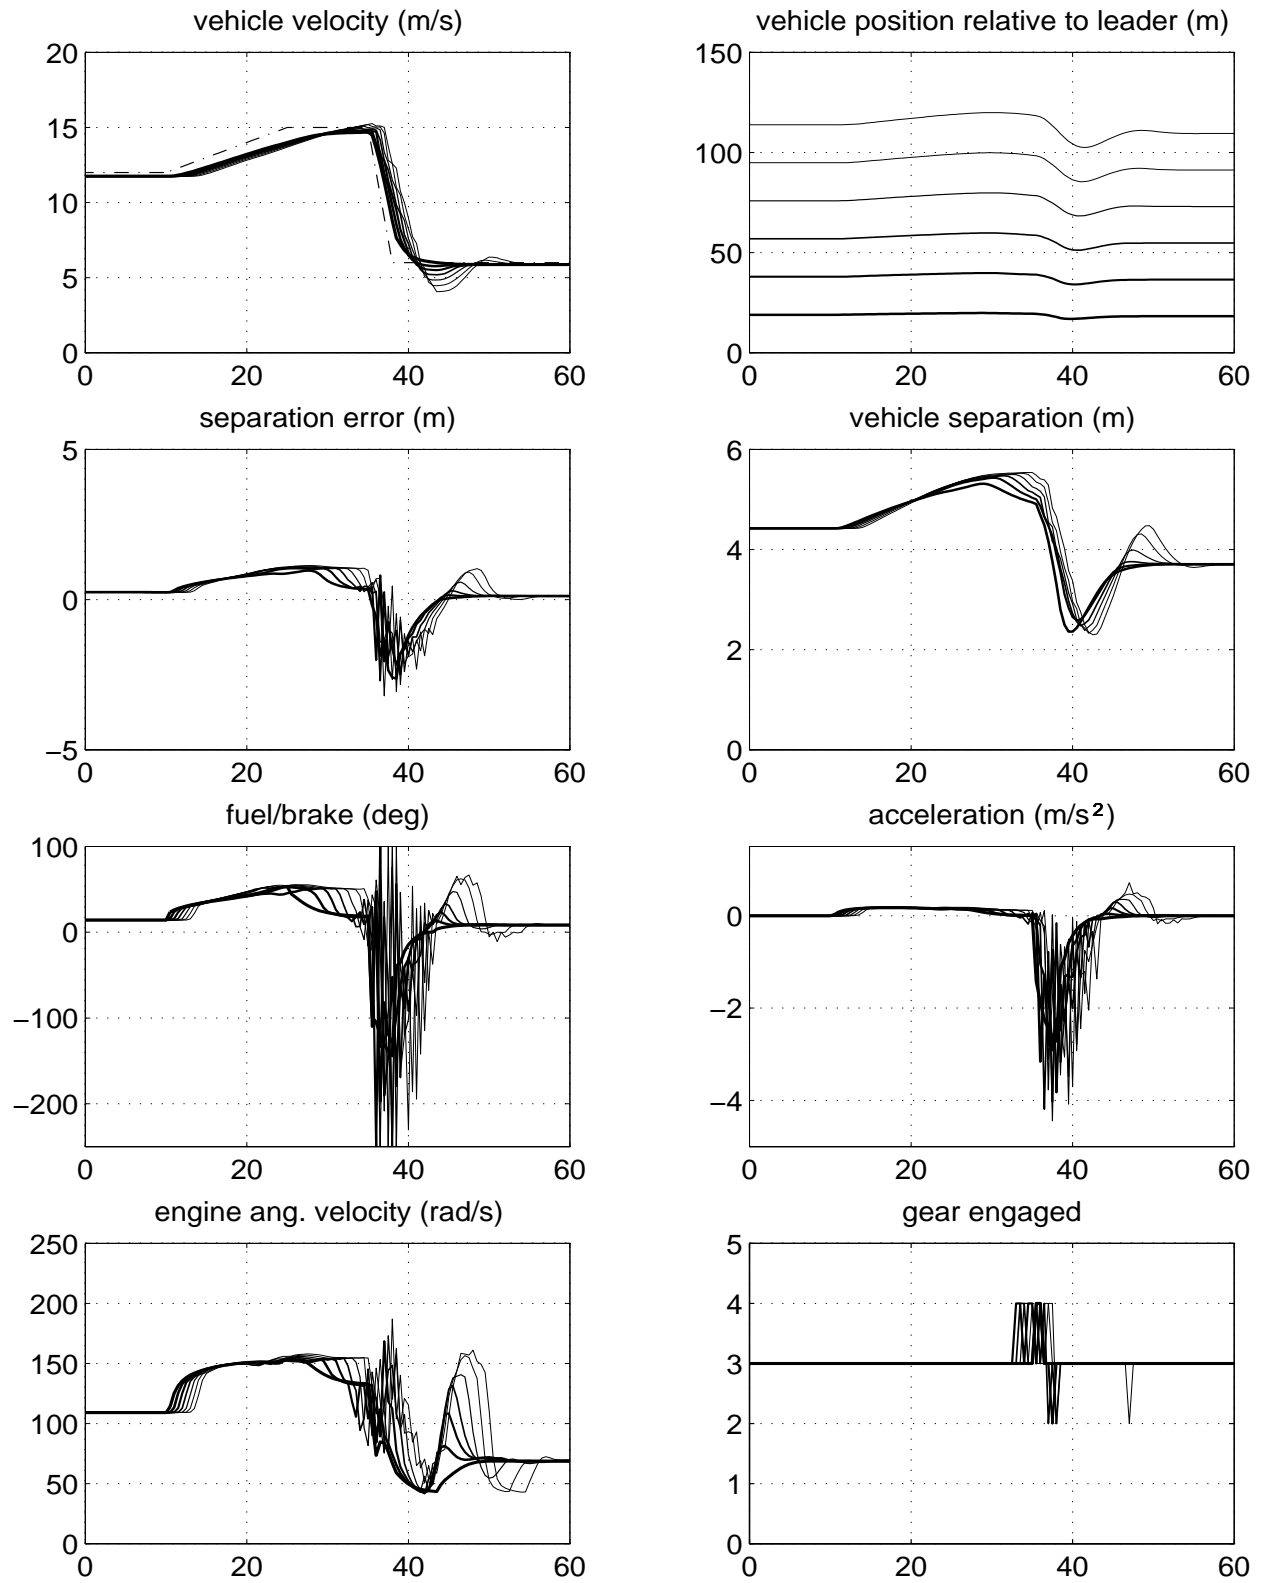 vehicle velocity (m/s)
20
15
10
5
0
0 20 40 60
vehicle position relative to leader (m)
150
100
50
0
0 20 40 60
separation error (m)
5
0
−5
0 20 40 60
vehicle separation (m)
6
4
2
0
0 20 40 60
fuel/brake (deg)
100
0
−100
−200
0 20 40 60
acceleration (m/s²)
0
−2
−4
0 20 40 60
engine ang. velocity (rad/s)
250
200
150
100
50
0
0 20 40 60
gear engaged
5
4
3
2
1
0
0 20 40 60